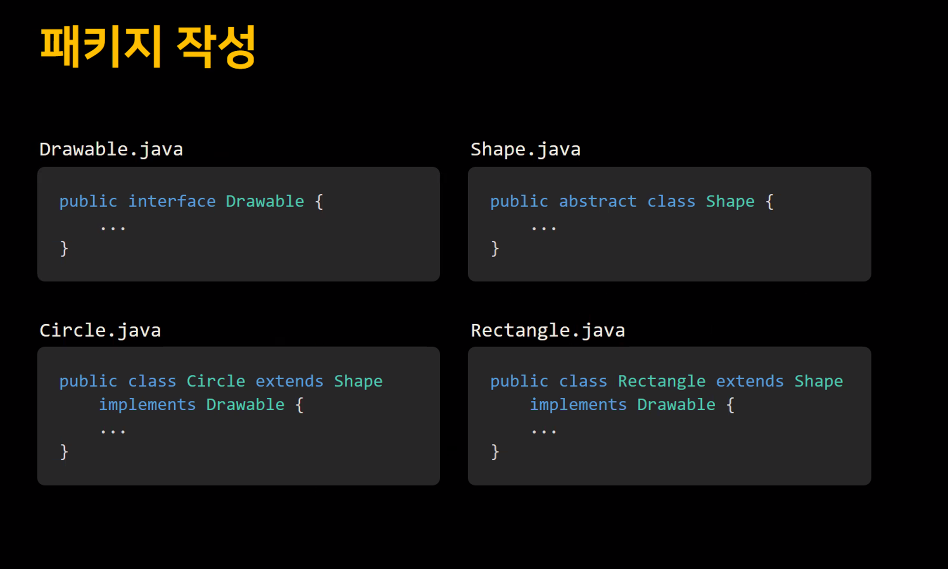 패키지 작성
Drawable.java
public interface Drawable {
    ...
}
Shape.java
public abstract class Shape {
    ...
}
Circle.java
public class Circle extends Shape
    implements Drawable {
    ...
}
Rectangle.java
public class Rectangle extends Shape
    implements Drawable {
    ...
}